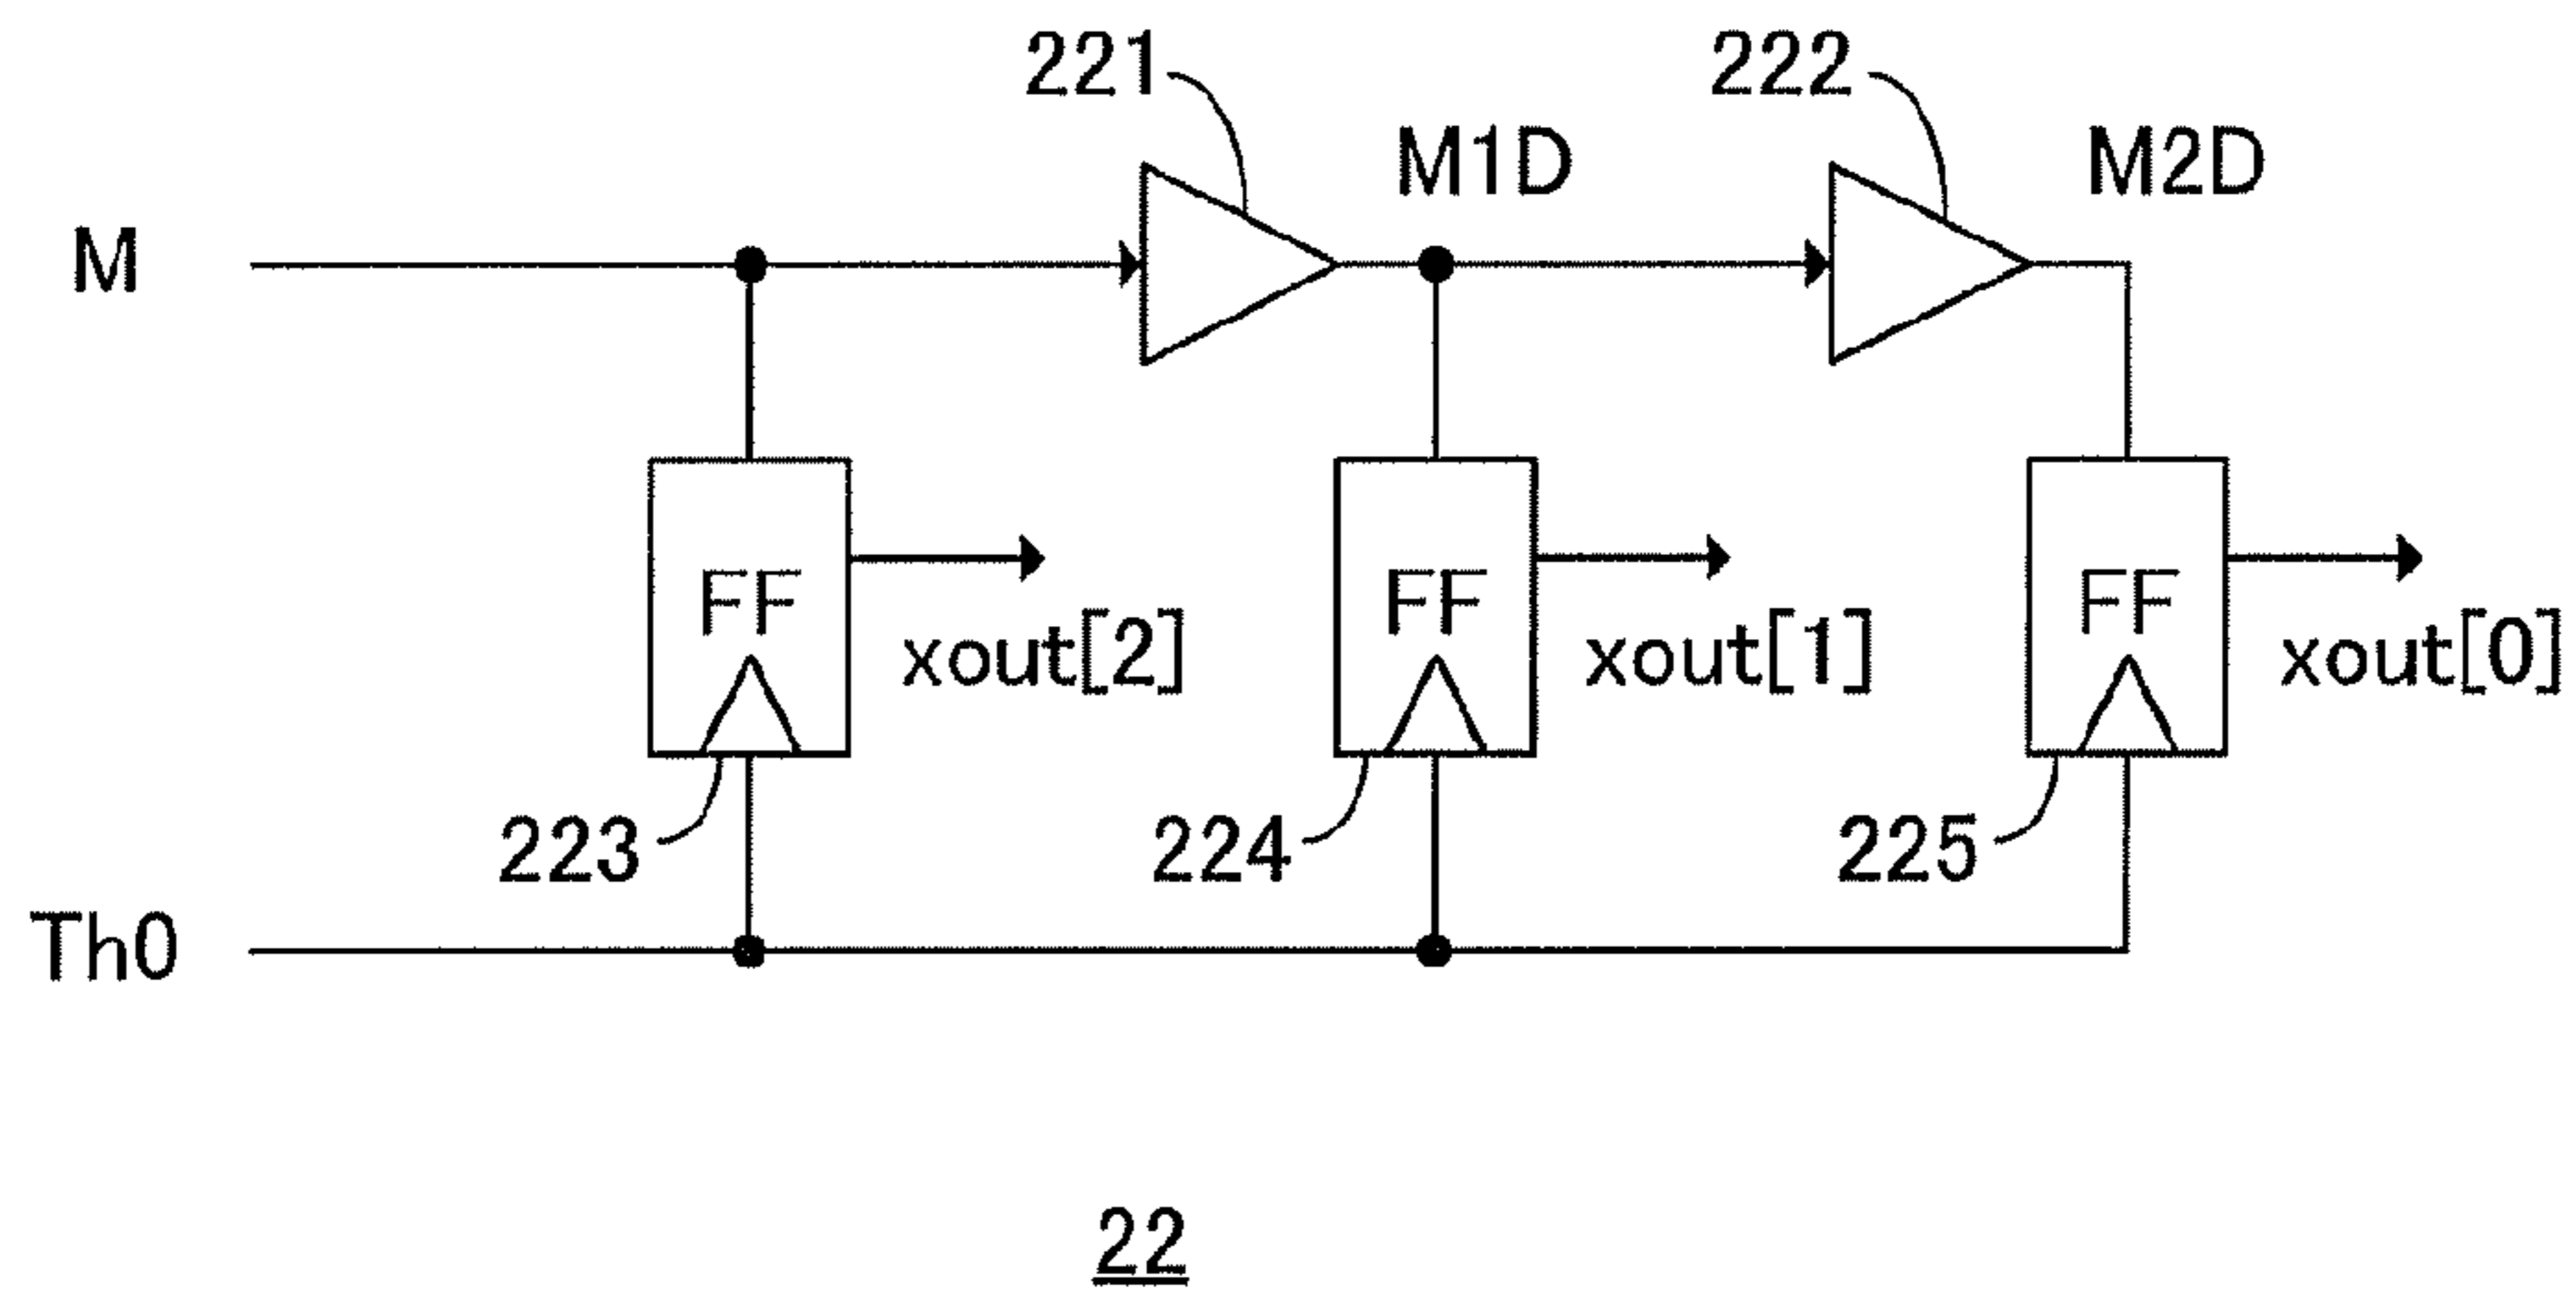 221 222
M1D M2D
M
FF FF FF
xout[2] xout[1] xout[0]
223 224 225
Th0
22